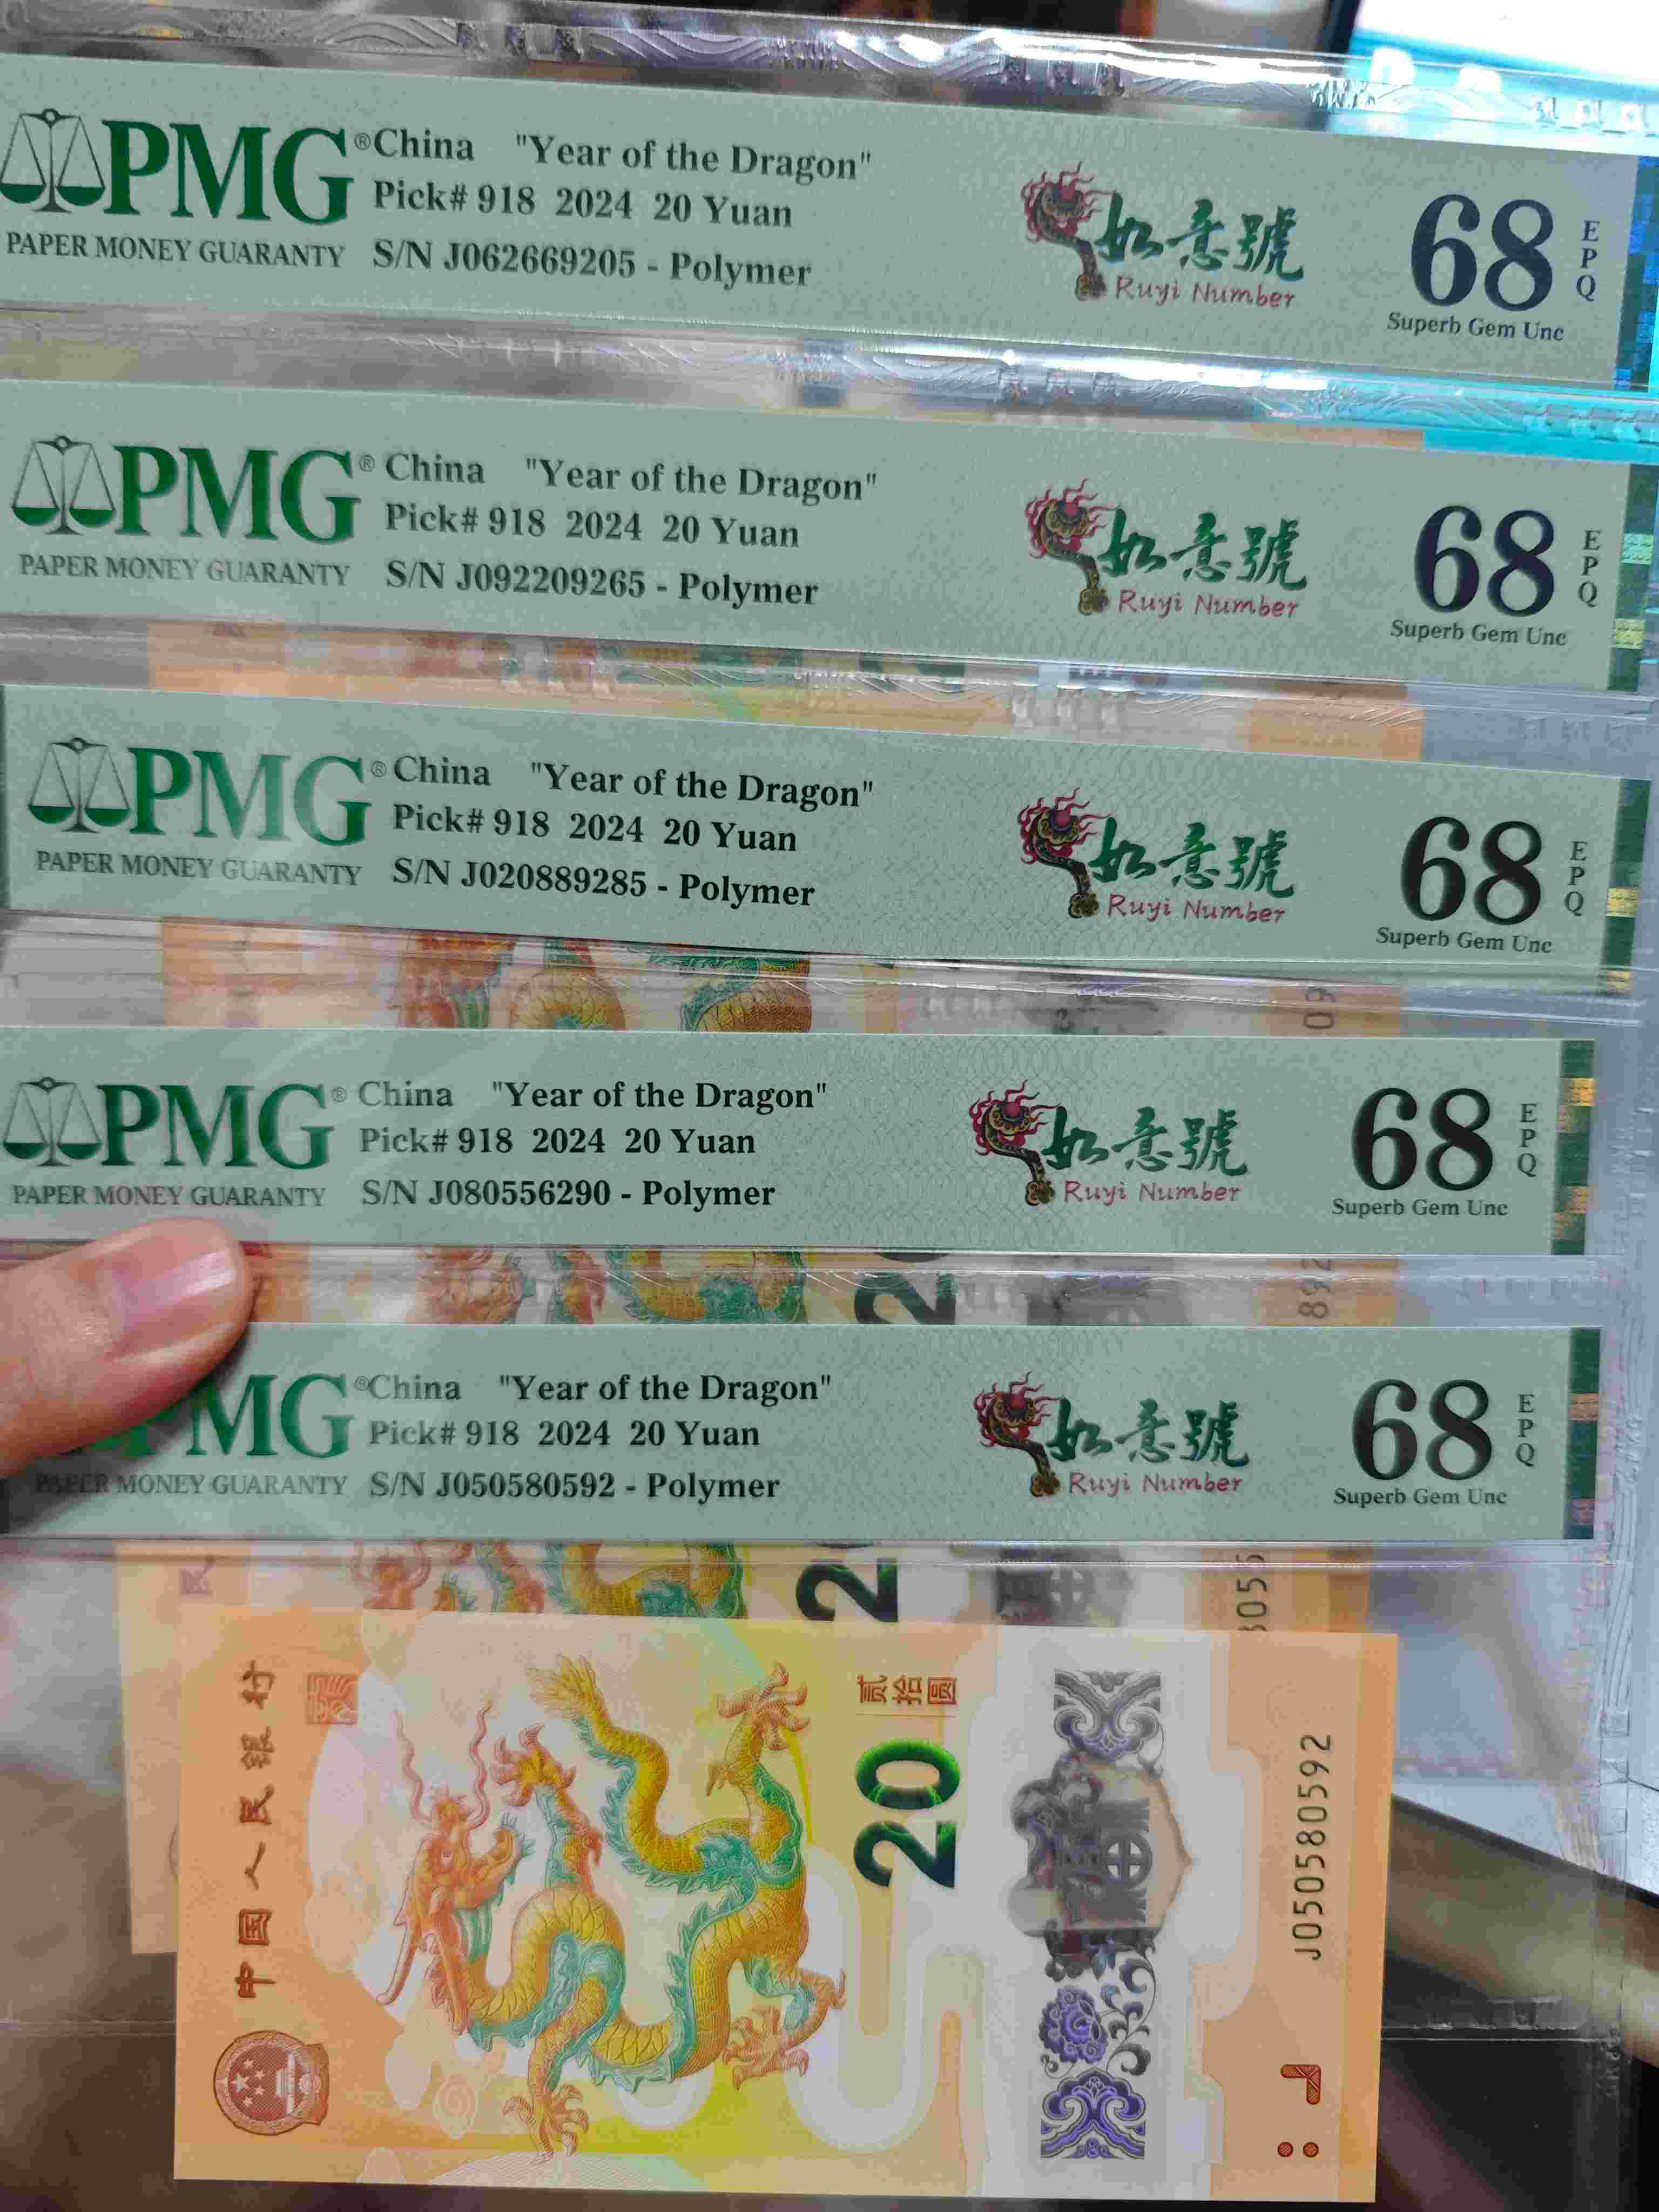 PMG® China "Year of the Dragon"
Pick# 918 2024 20 Yuan
PAPER MONEY GUARANTY S/N J062669205 - Polymer
如意號
Ruyi Number
68 EPQ
Superb Gem Unc
PMG® China "Year of the Dragon"
Pick# 918 2024 20 Yuan
PAPER MONEY GUARANTY S/N J092209265 - Polymer
如意號
Ruyi Number
68 EPQ
Superb Gem Unc
PMG® China "Year of the Dragon"
Pick# 918 2024 20 Yuan
PAPER MONEY GUARANTY S/N J020889285 - Polymer
如意號
Ruyi Number
68 EPQ
Superb Gem Unc
PMG® China "Year of the Dragon"
Pick# 918 2024 20 Yuan
PAPER MONEY GUARANTY S/N J080556290 - Polymer
如意號
Ruyi Number
68 EPQ
Superb Gem Unc
MG® China "Year of the Dragon"
Pick# 918 2024 20 Yuan
PAPER MONEY GUARANTY S/N J050580592 - Polymer
如意號
Ruyi Number
68 EPQ
Superb Gem Unc
中国人民銀行
贰拾圆
20
J050580592